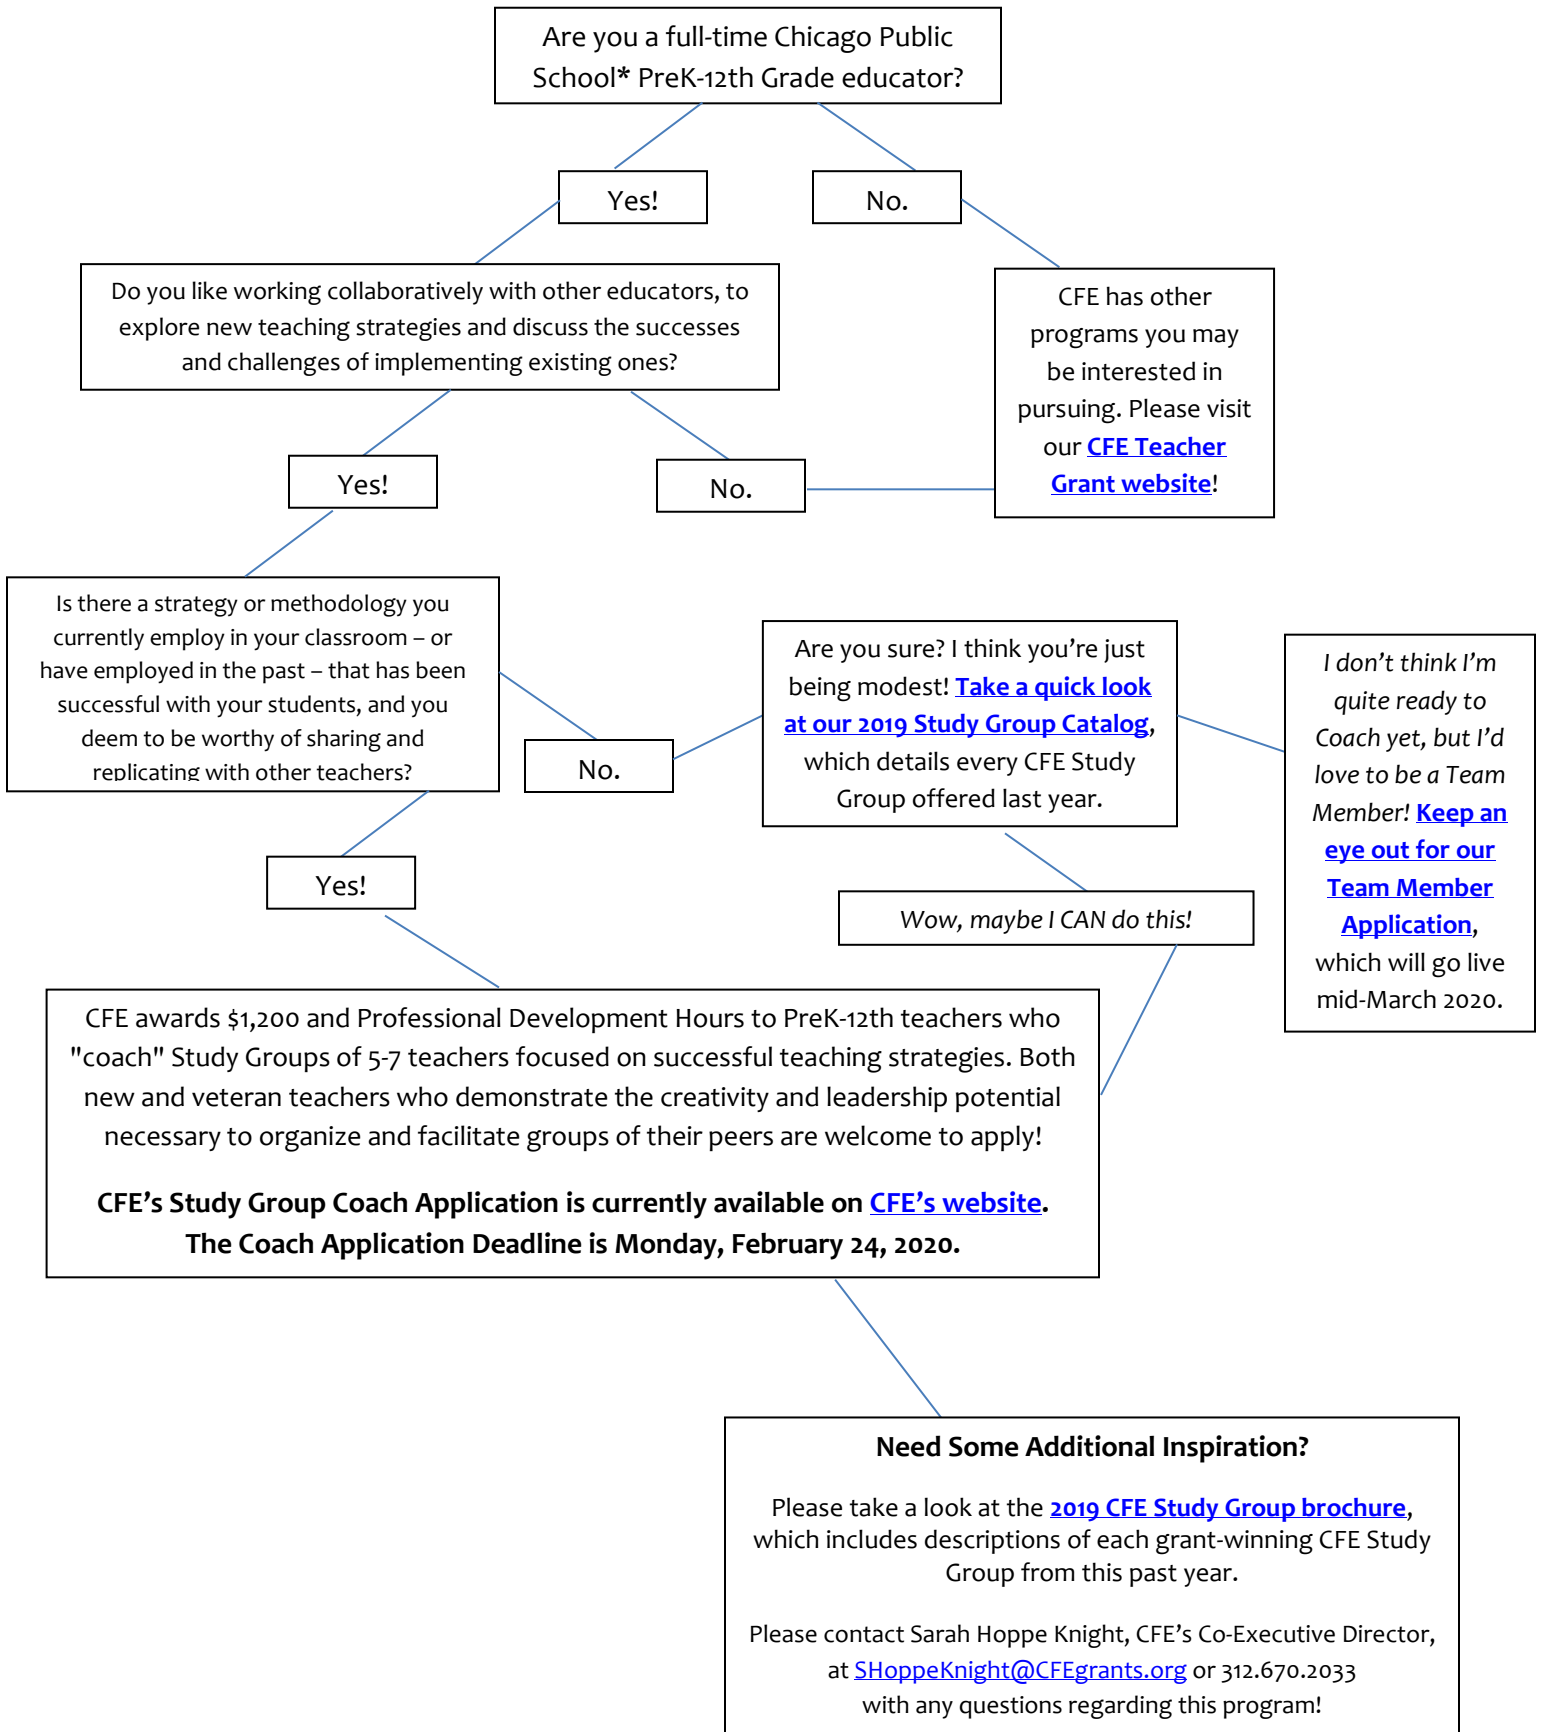 Are you a full-time Chicago Public
School* PreK-12th Grade educator?
Yes!
No.
Do you like working collaboratively with other educators, to
explore new teaching strategies and discuss the successes
and challenges of implementing existing ones?
CFE has other
programs you may
be interested in
pursuing. Please visit
our CFE Teacher
Grant website!
Yes!
No.
Is there a strategy or methodology you
currently employ in your classroom – or
have employed in the past – that has been
successful with your students, and you
deem to be worthy of sharing and
replicating with other teachers?
No.
Are you sure? I think you’re just
being modest! Take a quick look
at our 2019 Study Group Catalog,
which details every CFE Study
Group offered last year.
I don’t think I’m
quite ready to
Coach yet, but I’d
love to be a Team
Member! Keep an
eye out for our
Team Member
Application,
which will go live
mid-March 2020.
Yes!
Wow, maybe I CAN do this!
CFE awards $1,200 and Professional Development Hours to PreK-12th teachers who
"coach" Study Groups of 5-7 teachers focused on successful teaching strategies. Both
new and veteran teachers who demonstrate the creativity and leadership potential
necessary to organize and facilitate groups of their peers are welcome to apply!
CFE’s Study Group Coach Application is currently available on CFE’s website.
The Coach Application Deadline is Monday, February 24, 2020.
Need Some Additional Inspiration?
Please take a look at the 2019 CFE Study Group brochure,
which includes descriptions of each grant-winning CFE Study
Group from this past year.
Please contact Sarah Hoppe Knight, CFE’s Co-Executive Director,
at SHoppeKnight@CFEgrants.org or 312.670.2033
with any questions regarding this program!